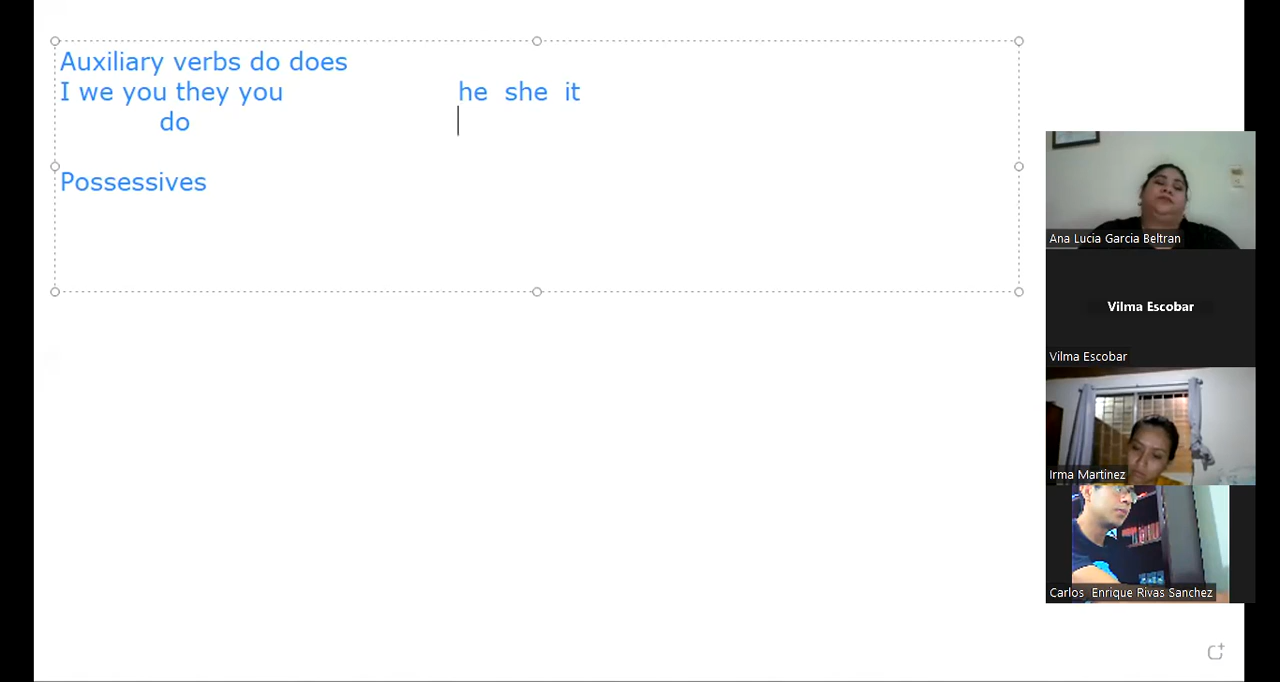 Auxiliary verbs do does
I we you they you he she it
do
Possessives
Ana Lucia Garcia Beltran
Vilma Escobar
Vilma Escobar
Irma Martinez
Carlos Enrique Rivas Sanchez